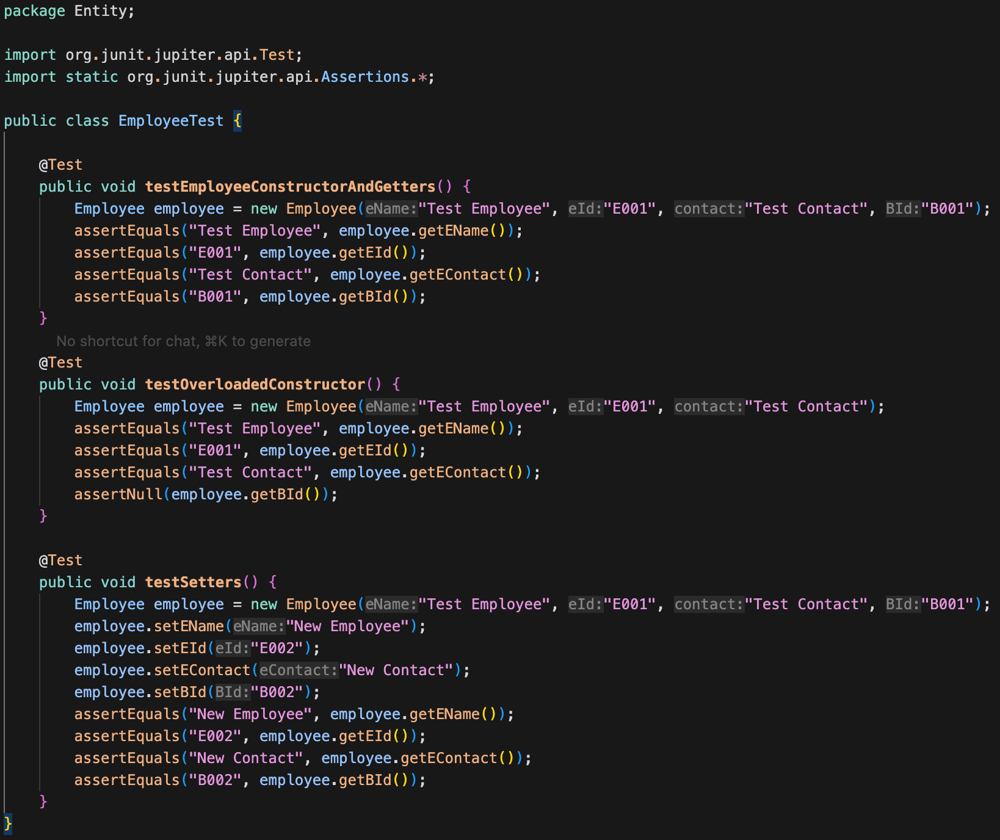 package Entity;
import org.junit.jupiter.api.Test;
import static org.junit.jupiter.api.Assertions.*;
public class EmployeeTest {
@Test
public void testEmployeeConstructorAndGetters() {
Employee employee = new Employee(eName:"Test Employee", eId:"E001", contact:"Test Contact", BId:"B001");
assertEquals("Test Employee", employee.getEName());
assertEquals("E001", employee.getEId());
assertEquals("Test Contact", employee.getEContact());
assertEquals("B001", employee.getBId());
}
No shortcut for chat, ⌘K to generate
@Test
public void testOverloadedConstructor() {
Employee employee = new Employee(eName:"Test Employee", eId:"E001", contact:"Test Contact");
assertEquals("Test Employee", employee.getEName());
assertEquals("E001", employee.getEId());
assertEquals("Test Contact", employee.getEContact());
assertNull(employee.getBId());
}
@Test
public void testSetters() {
Employee employee = new Employee(eName:"Test Employee", eId:"E001", contact:"Test Contact", BId:"B001");
employee.setEName(eName:"New Employee");
employee.setEId(eId:"E002");
employee.setEContact(eContact:"New Contact");
employee.setBId(BId:"B002");
assertEquals("New Employee", employee.getEName());
assertEquals("E002", employee.getEId());
assertEquals("New Contact", employee.getEContact());
assertEquals("B002", employee.getBId());
}
}